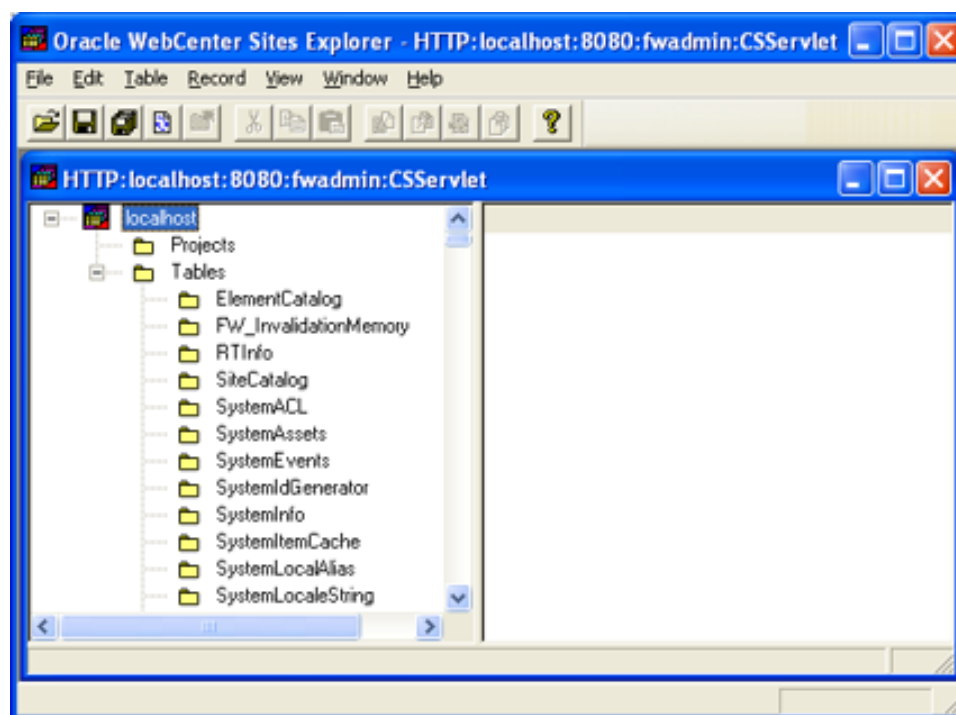 Oracle WebCenter Sites Explorer - HTTP:localhost:8080:fwadmin:CSServlet
File Edit Table Record View Window Help
HTTP:localhost:8080:fwadmin:CSServlet
localhost
Projects
Tables
ElementCatalog
FW_InvalidationMemory
RTInfo
SiteCatalog
SystemACL
SystemAssets
SystemEvents
SystemIdGenerator
SystemInfo
SystemItemCache
SystemLocalAlias
SystemLocaleString